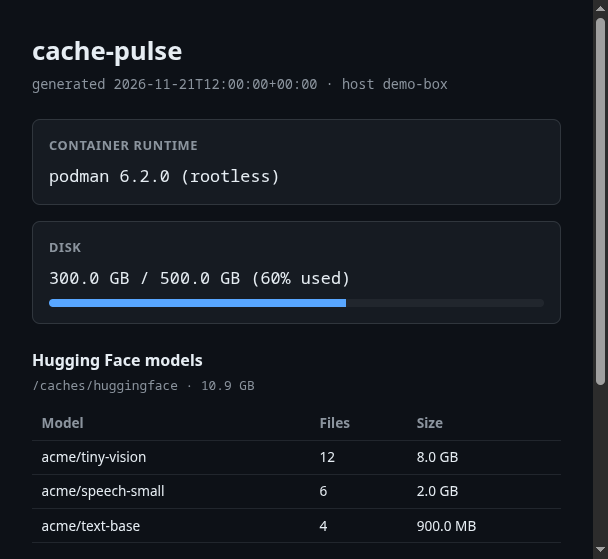 cache-pulse
generated 2026-11-21T12:00:00+00:00 · host demo-box
CONTAINER RUNTIME
podman 6.2.0 (rootless)
DISK
300.0 GB / 500.0 GB (60% used)
Hugging Face models
/caches/huggingface · 10.9 GB
Model Files Size
acme/tiny-vision 12 8.0 GB
acme/speech-small 6 2.0 GB
acme/text-base 4 900.0 MB